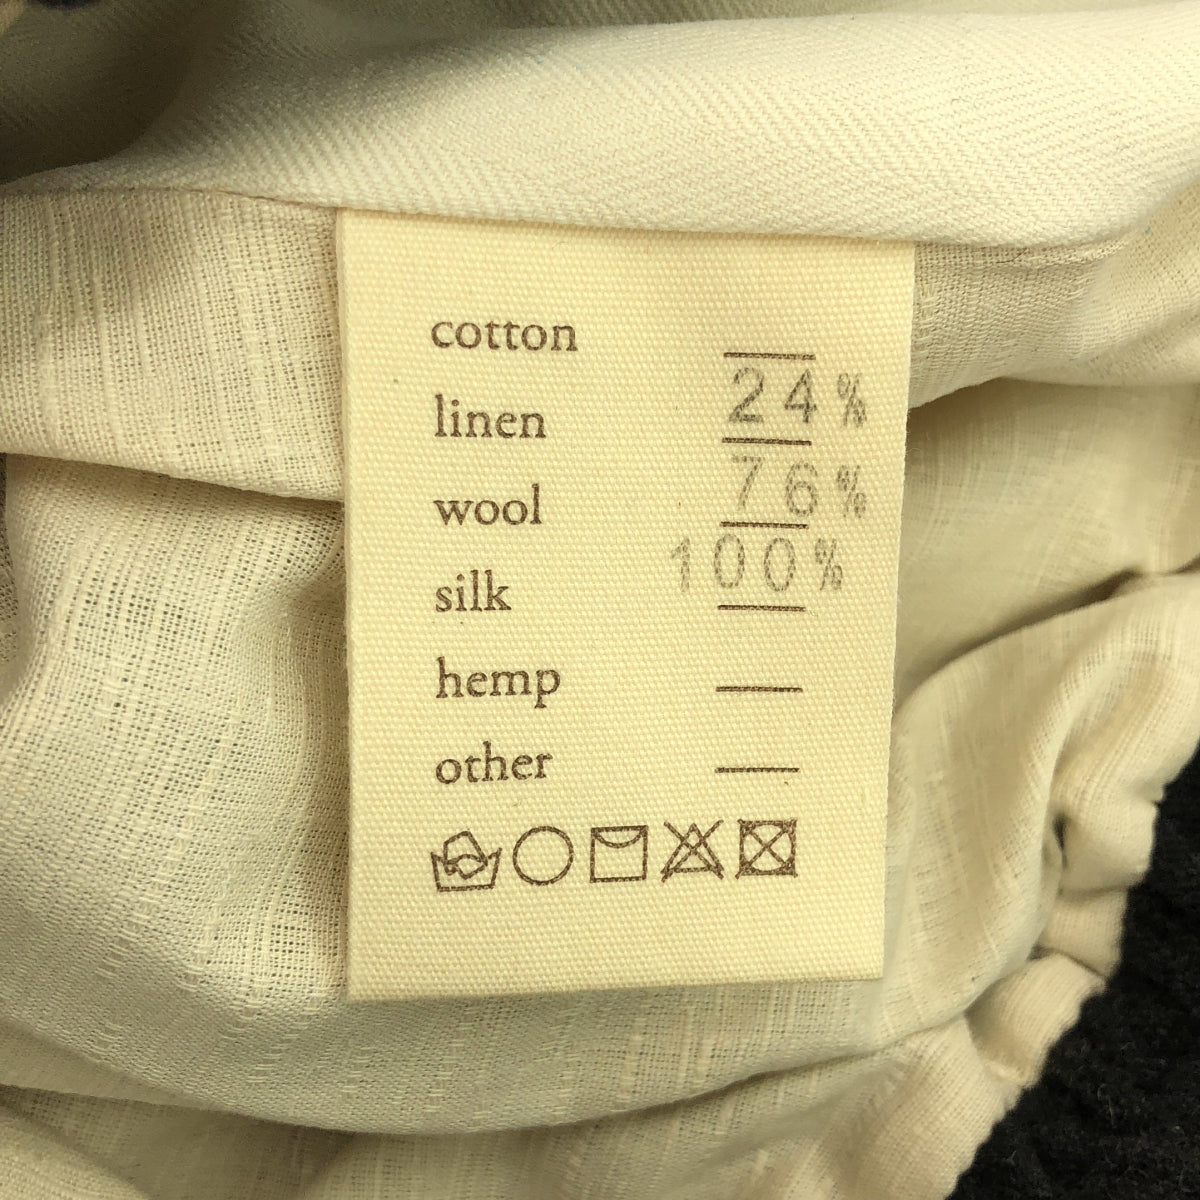 cotton
linen 24%
wool 76%
silk 100%
hemp
other